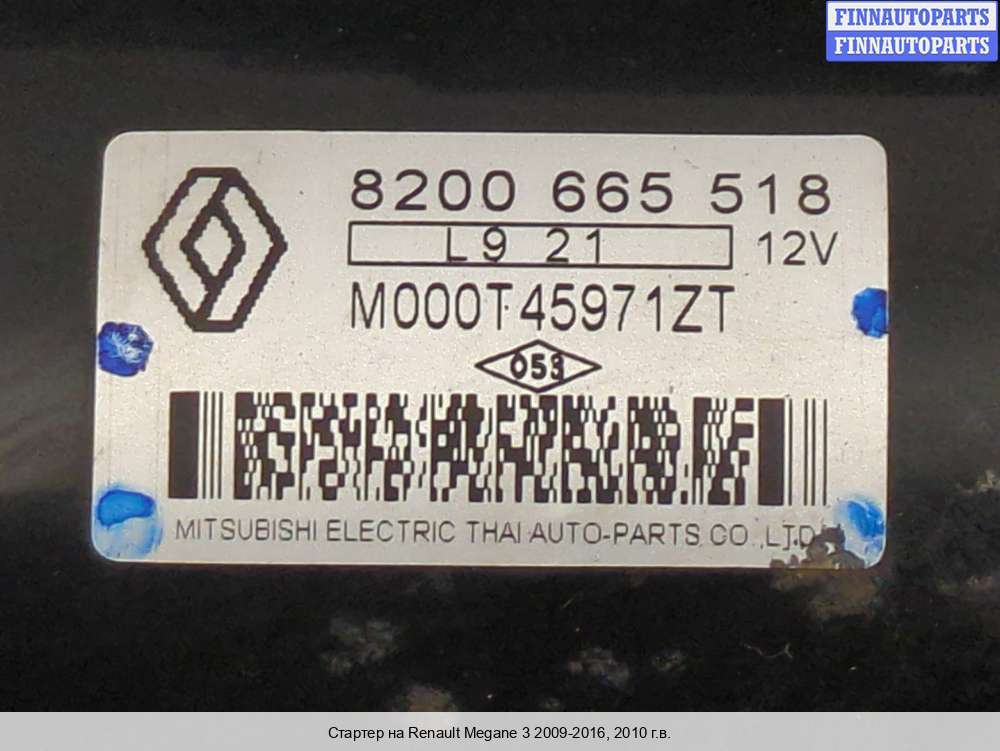 FINNAUTOPARTS
FINNAUTOPARTS
8200 665 518
L9 21
12V
M000T45971ZT
053
MITSUBISHI ELECTRIC THAI AUTO-PARTS CO.,LTD.
Стартер на Renault Megane 3 2009-2016, 2010 г.в.